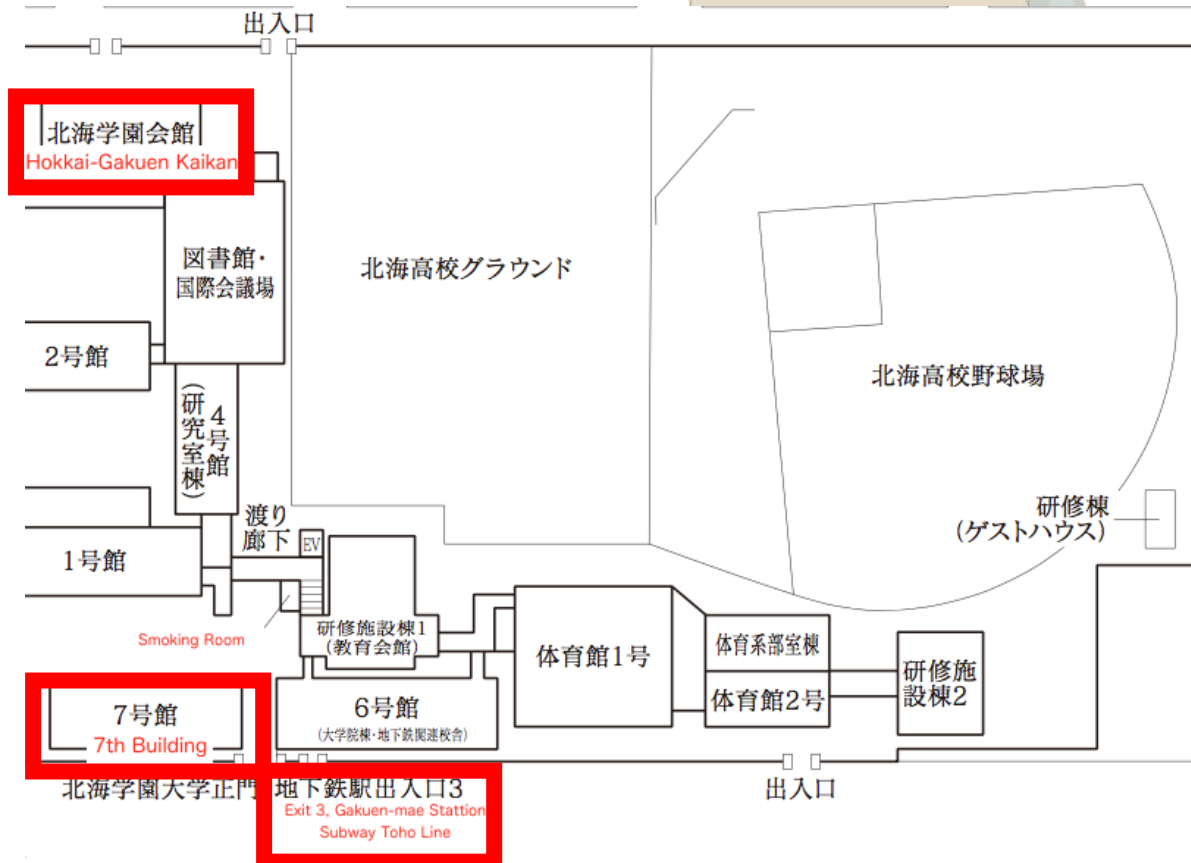 出入口
北海学園会館
Hokkai-Gakuen Kaikan
図書館・
国際会議場
北海高校グラウンド
2号館
北海高校野球場
4号館
(研究室棟)
研修棟
(ゲストハウス)
渡り
廊下
EV
1号館
Smoking Room
研修施設棟1
(教育会館)
体育館1号
体育系部室棟
体育館2号
研修施
設棟2
7号館
7th Building
6号館
(大学院棟・地下鉄関連校舎)
北海学園大学正門
地下鉄駅出入口3
Exit 3, Gakuen-mae Stattion
Subway Toho Line
出入口